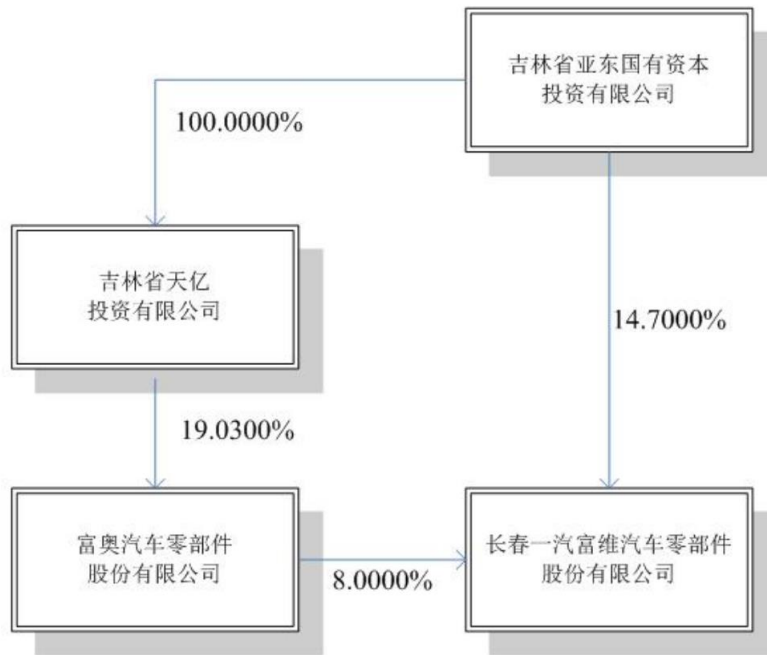 吉林省亚东国有资本
投资有限公司
100.0000%
吉林省天亿
投资有限公司
14.7000%
19.0300%
富奥汽车零部件
股份有限公司
8.0000%
长春一汽富维汽车零部件
股份有限公司